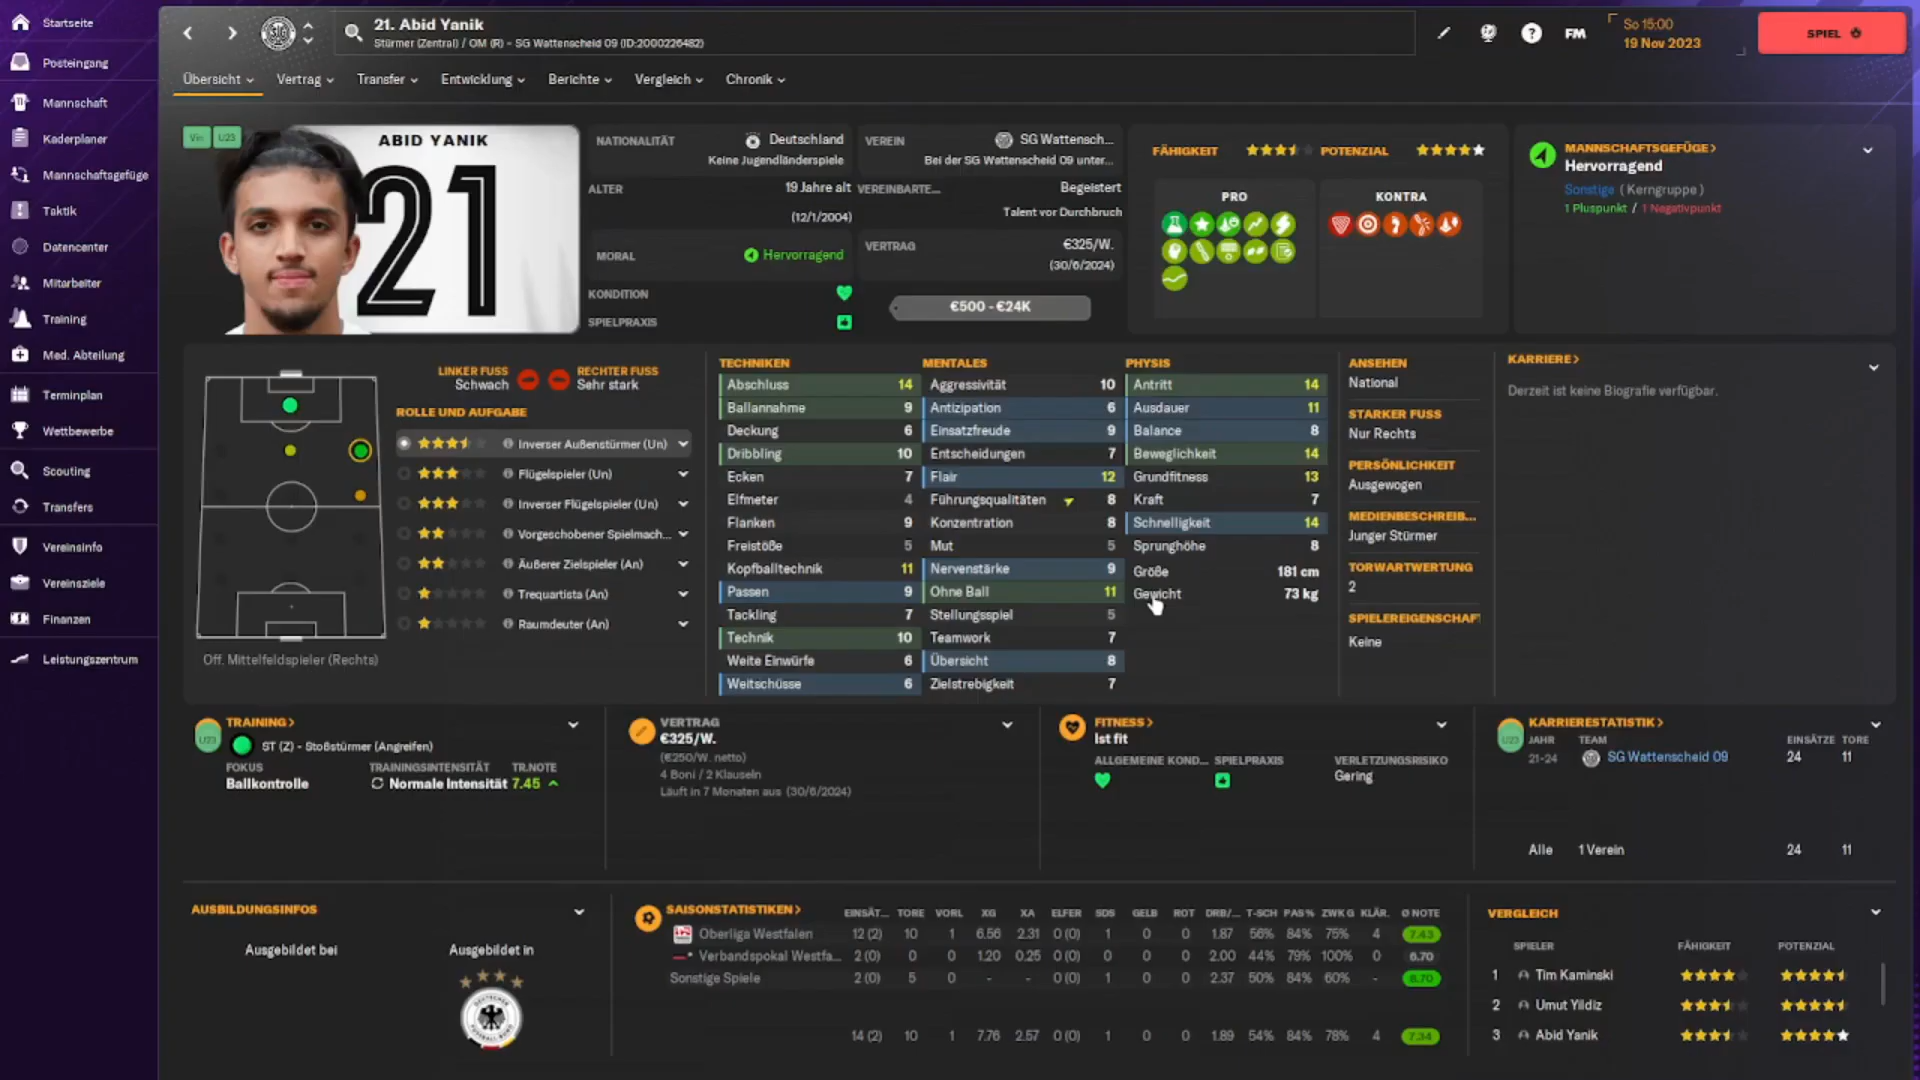 Startseite
Posteingang
Mannschaft
Kaderplaner
Mannschaftsgefüge
Taktik
Datencenter
Mitarbeiter
Training
Med. Abteilung
Terminplan
Wettbewerbe
Scouting
Transfers
Vereinsinfo
Vereinsziele
Finanzen
Leistungszentrum
21. Abid Yanik
Stürmer (Zentral) / OM (R) - SG Wattenscheid 09 (ID:2000226482)
FM
So 15:00
19 Nov 2023
SPIEL
Übersicht
Vertrag
Transfer
Entwicklung
Berichte
Vergleich
Chronik
U23
ABID YANIK
21
NATIONALITÄT
Deutschland
Keine Jugendländerspiele
ALTER
19 Jahre alt
(12/1/2004)
MORAL
Hervorragend
KONDITION
SPIELPRAXIS
VEREIN
SG Wattensch...
Bei der SG Wattenscheid 09 unter...
VEREINBARTE...
Begeistert
Talent vor Durchbruch
VERTRAG
€325/W.
(30/6/2024)
€500 - €24K
FÄHIGKEIT
POTENZIAL
PRO
KONTRA
MANNSCHAFTSGEFÜGE>
Hervorragend
Sonstige ( Kerngruppe )
1 Pluspunkt / 1 Negativpunkt
LINKER FUSS
Schwach
RECHTER FUSS
Sehr stark
ROLLE UND AUFGABE
Inverser Außenstürmer (Un)
Flügelspieler (Un)
Inverser Flügelspieler (Un)
Vorgeschobener Spielmach...
Äußerer Zielspieler (An)
Trequartista (An)
Raumdeuter (An)
Off. Mittelfeldspieler (Rechts)
TECHNIKEN
Abschluss 14
Ballannahme 9
Deckung 6
Dribbling 10
Ecken 7
Elfmeter 4
Flanken 9
Freistöße 5
Kopfballtechnik 11
Passen 9
Tackling 7
Technik 10
Weite Einwürfe 6
Weitschüsse 6
MENTALES
Aggressivität 10
Antizipation 6
Einsatzfreude 9
Entscheidungen 7
Flair 12
Führungsqualitäten 8
Konzentration 8
Mut 5
Nervenstärke 9
Ohne Ball 11
Stellungsspiel 5
Teamwork 7
Übersicht 8
Zielstrebigkeit 7
PHYSIS
Antritt 14
Ausdauer 11
Balance 8
Beweglichkeit 14
Grundfitness 13
Kraft 7
Schnelligkeit 14
Sprunghöhe 8
Größe 181 cm
Gewicht 73 kg
ANSEHEN
National
STARKER FUSS
Nur Rechts
PERSÖNLICHKEIT
Ausgewogen
MEDIENBESCHREIB...
Junger Stürmer
TORWARTWERTUNG
2
SPIELEREIGENSCHAF
Keine
KARRIERE>
Derzeit ist keine Biografie verfügbar.
U23
TRAINING>
ST (Z) - Stoßstürmer (Angreifen)
FOKUS
Ballkontrolle
TRAININGSINTENSITÄT
Normale Intensität
TR.NOTE
7.45
VERTRAG
€325/W.
(€250/W. netto)
4 Boni / 2 Klauseln
Läuft in 7 Monaten aus (30/6/2024)
FITNESS>
Ist fit
ALLGEMEINE KOND...
SPIELPRAXIS
VERLETZUNGSRISIKO
Gering
U23
KARRIERESTATISTIK>
JAHR TEAM EINSÄTZE TORE
21-24 SG Wattenscheid 09 24 11
Alle 1 Verein 24 11
AUSBILDUNGSINFOS
Ausgebildet bei
Ausgebildet in
SAISONSTATISTIKEN> EINSÄT... TORE VORL XG XA ELFER SDS GELB ROT DRB/... T-SCH PAS% ZWK G KLÄR. Ø NOTE
Oberliga Westfalen 12 (2) 10 1 6.56 2.31 0 (0) 1 0 0 1.87 56% 84% 75% 4 7.43
Verbandspokal Westfa... 2 (0) 0 0 1.20 0.25 0 (0) 0 0 0 2.00 44% 79% 100% 0 6.70
Sonstige Spiele 2 (0) 5 0 - - 0 (0) 1 0 0 2.37 50% 84% 60% - 8.70
14 (2) 10 1 7.76 2.57 0 (0) 1 0 0 1.89 54% 84% 78% 4 7.34
VERGLEICH
SPIELER FÄHIGKEIT POTENZIAL
1 Tim Kaminski
2 Umut Yildiz
3 Abid Yanik